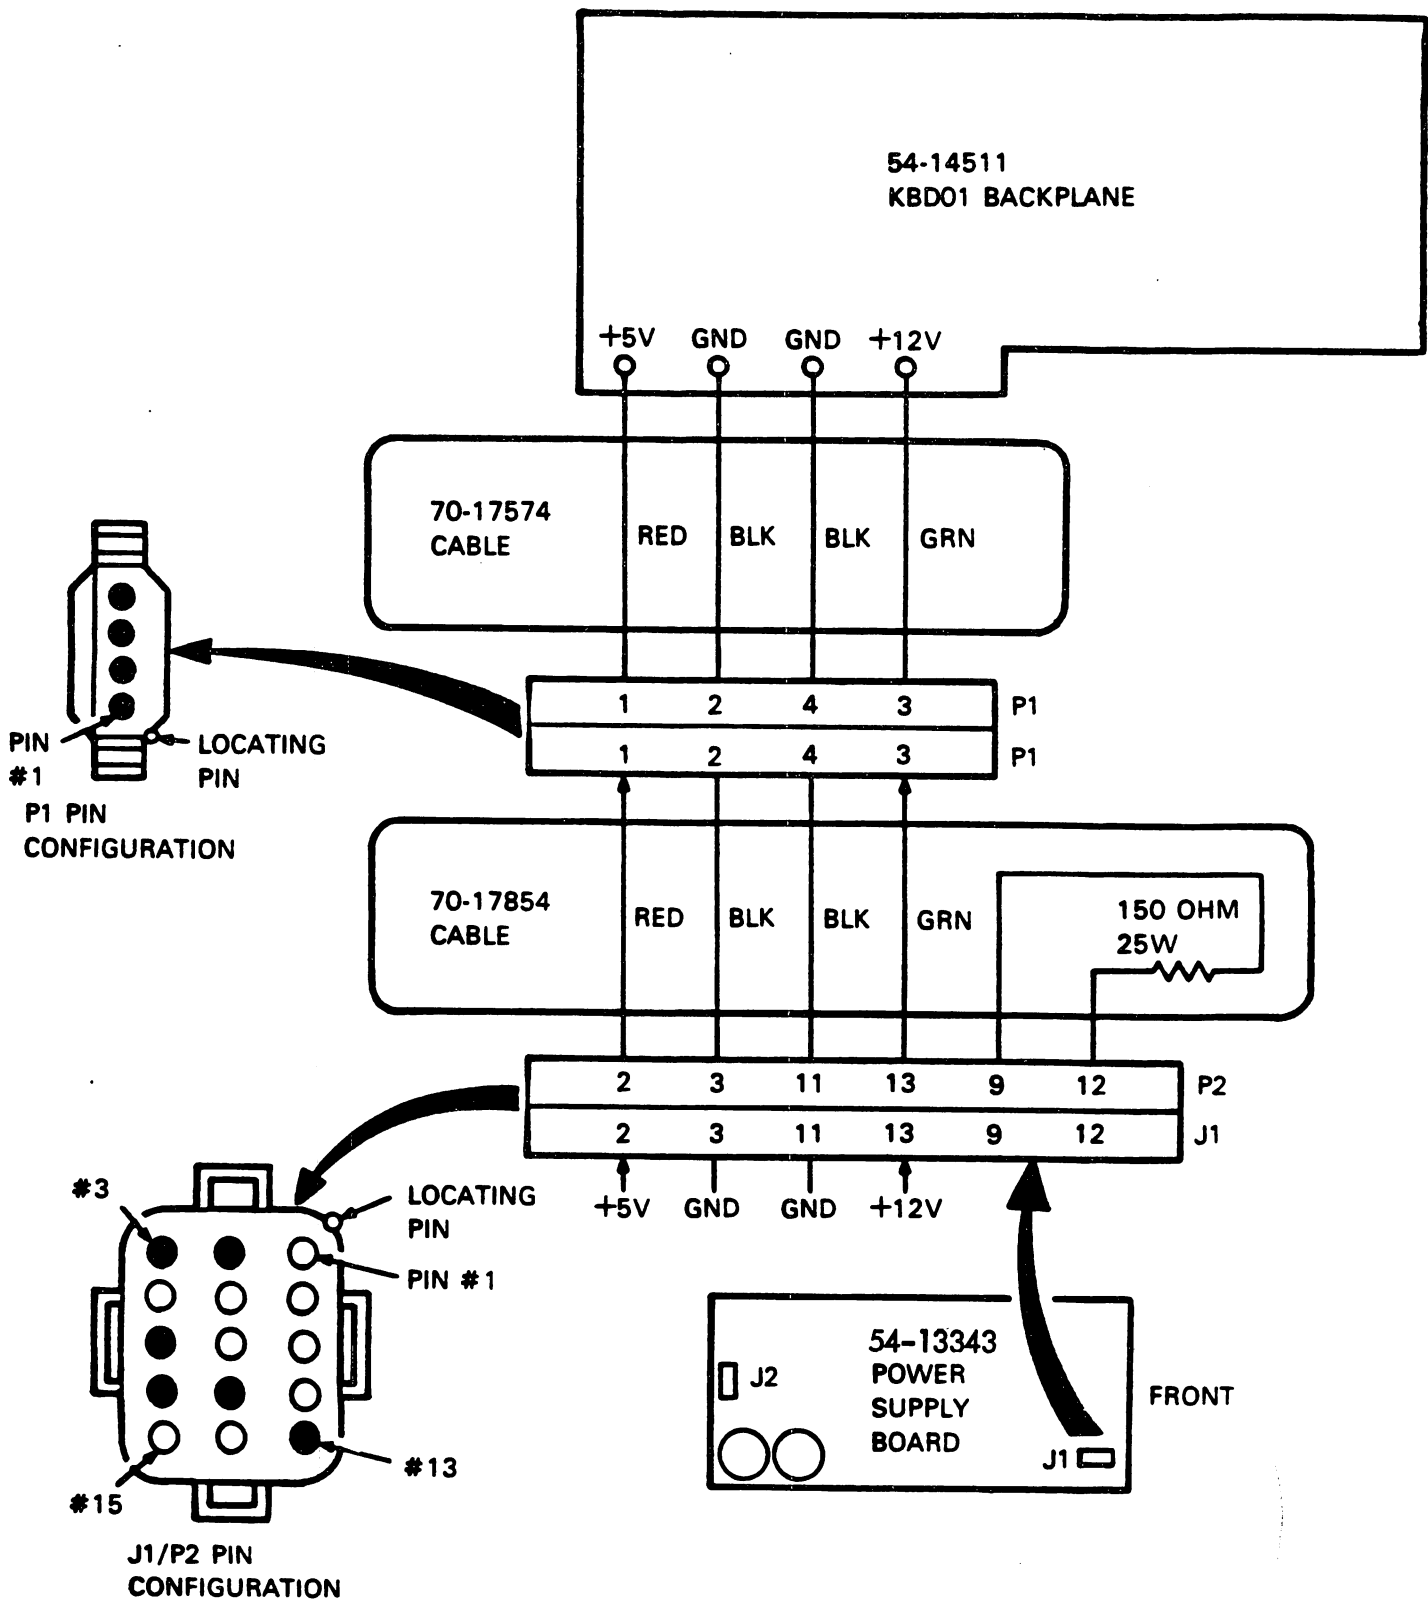 54-14511
KBD01 BACKPLANE
+5V GND GND +12V
70-17574
CABLE
RED BLK BLK GRN
1 2 4 3 P1
1 2 4 3 P1
PIN
#1
LOCATING
PIN
P1 PIN
CONFIGURATION
70-17854
CABLE
RED BLK BLK GRN
150 OHM
25W
2 3 11 13 9 12 P2
2 3 11 13 9 12 J1
+5V GND GND +12V
#3
LOCATING
PIN
PIN #1
#13
#15
J1/P2 PIN
CONFIGURATION
54-13343
POWER
SUPPLY
BOARD
J2
J1
FRONT